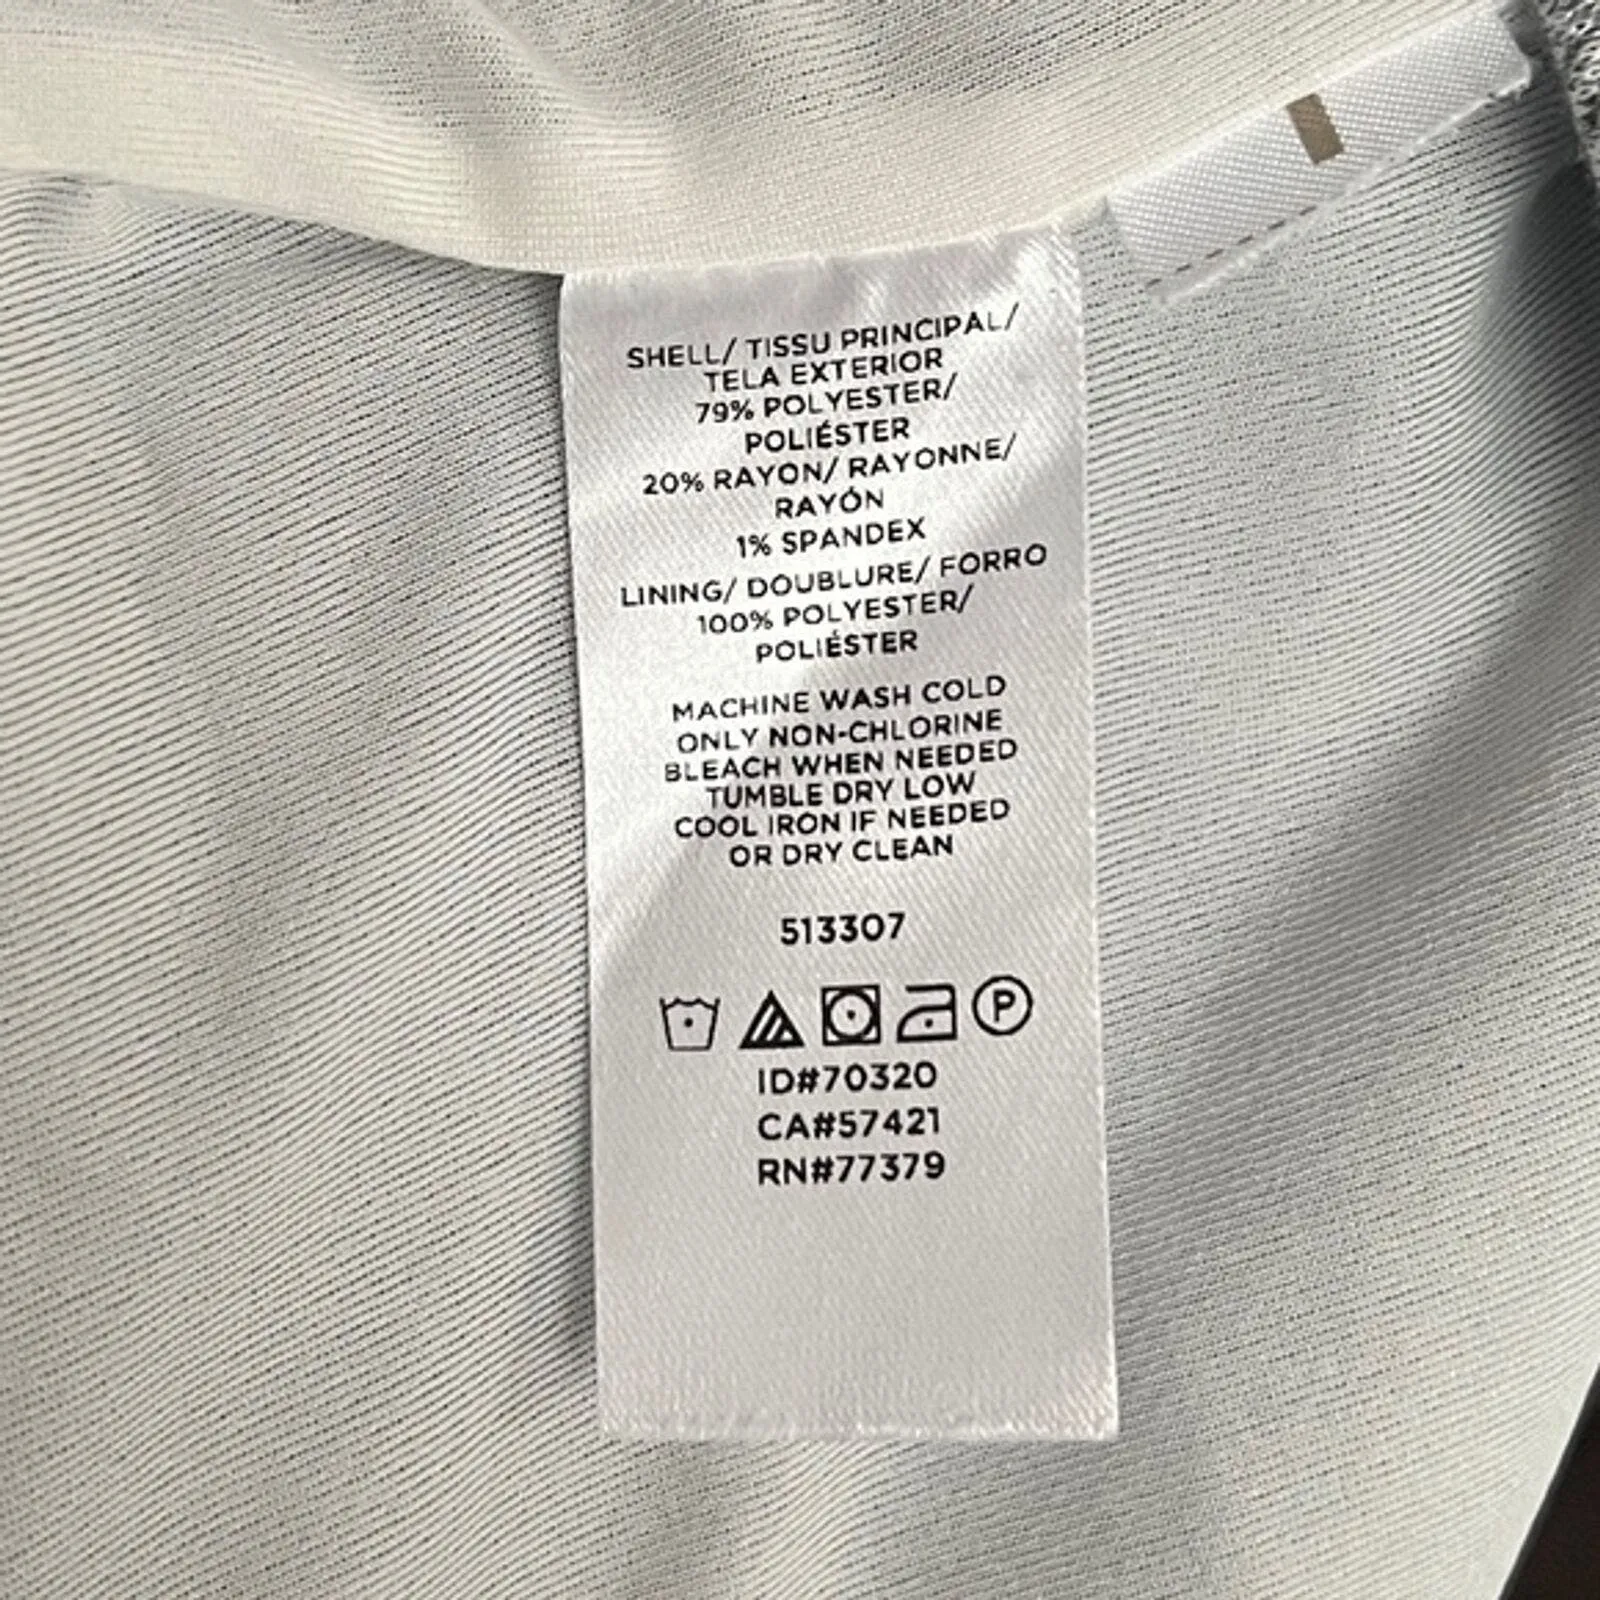 SHELL/ TISSU PRINCIPAL/
TELA EXTERIOR
79% POLYESTER/
POLIÉSTER
20% RAYON/ RAYONNE/
RAYÓN
1% SPANDEX
LINING/ DOUBLURE/ FORRO
100% POLYESTER/
POLIÉSTER
MACHINE WASH COLD
ONLY NON-CHLORINE
BLEACH WHEN NEEDED
TUMBLE DRY LOW
COOL IRON IF NEEDED
OR DRY CLEAN
513307
P
ID#70320
CA#57421
RN#77379